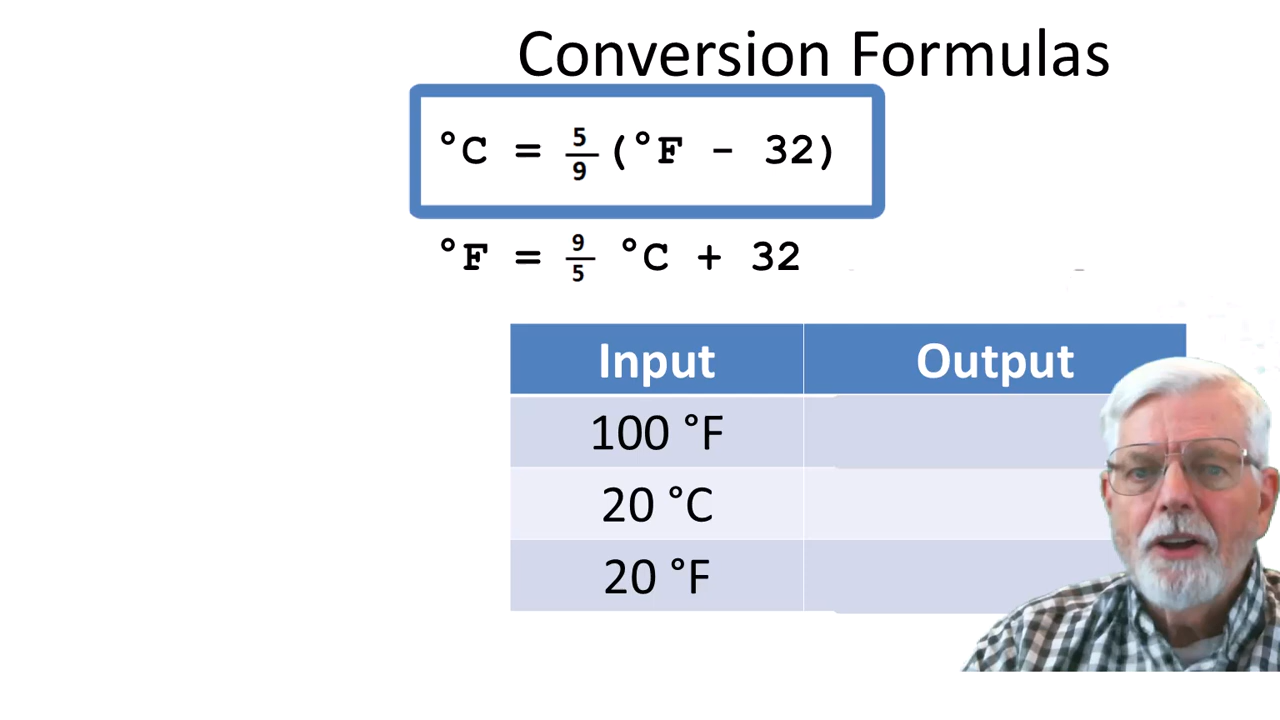 Conversion Formulas
°C = 5/9 (°F - 32)
°F = 9/5 °C + 32
Input Output
100 °F
20 °C
20 °F